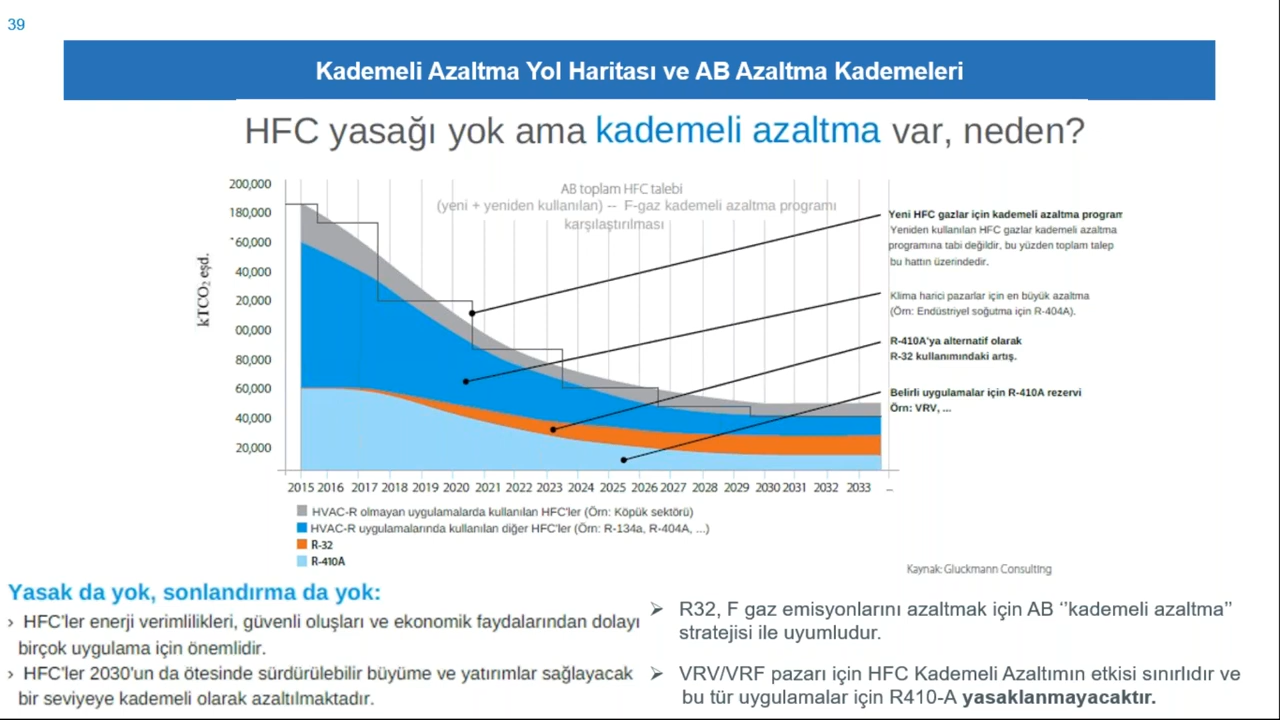 39
Kademeli Azaltma Yol Haritası ve AB Azaltma Kademeleri
HFC yasağı yok ama kademeli azaltma var, neden?
AB toplam HFC talebi
(yeni + yeniden kullanılan) -- F-gaz kademeli azaltma programı
karşılaştırılması
kTCO₂ eşd.
200,000
180,000
60,000
40,000
20,000
00,000
80,000
60,000
40,000
20,000
2015 2016 2017 2018 2019 2020 2021 2022 2023 2024 2025 2026 2027 2028 2029 2030 2031 2032 2033 ...
Yeni HFC gazlar için kademeli azaltma program
Yeniden kullanılan HFC gazlar kademeli azaltma
programına tabi değildir, bu yüzden toplam talep
bu hattın üzerindedir.
Klima harici pazarlar için en büyük azaltma
(Örn: Endüstriyel soğutma için R-404A).
R-410A'ya alternatif olarak
R-32 kullanımındaki artış.
Belirli uygulamalar için R-410A rezervi
Örn: VRV, ...
HVAC-R olmayan uygulamalarda kullanılan HFC'ler (Örn: Köpük sektörü)
HVAC-R uygulamalarında kullanılan diğer HFC'ler (Örn: R-134a, R-404A, ...)
R-32
R-410A
Kaynak: Gluckmann Consulting
Yasak da yok, sonlandırma da yok:
› HFC'ler enerji verimlilikleri, güvenli oluşları ve ekonomik faydalarından dolayı
birçok uygulama için önemlidir.
› HFC'ler 2030'un da ötesinde sürdürülebilir büyüme ve yatırımlar sağlayacak
bir seviyeye kademeli olarak azaltılmaktadır.
➢ R32, F gaz emisyonlarını azaltmak için AB ‘’kademeli azaltma’’
stratejisi ile uyumludur.
➢ VRV/VRF pazarı için HFC Kademeli Azaltımın etkisi sınırlıdır ve
bu tür uygulamalar için R410-A yasaklanmayacaktır.